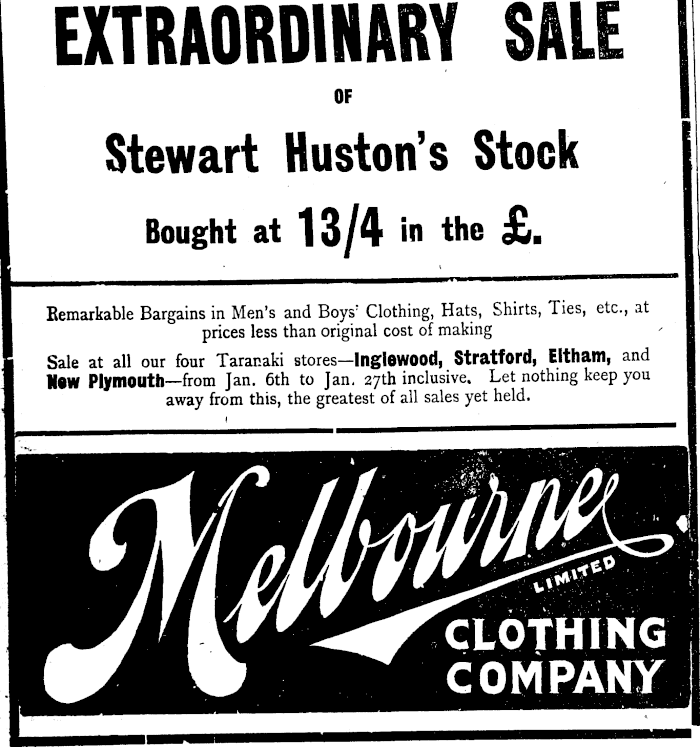 EXTRAORDINARY SALE
OF
Stewart Huston's Stock
Bought at 13/4 in the £.
Remarkable Bargains in Men's and Boys' Clothing, Hats, Shirts, Ties, etc., at
prices less than original cost of making
Sale at all our four Taranaki stores—Inglewood, Stratford, Eltham, and
New Plymouth—from Jan. 6th to Jan. 27th inclusive. Let nothing keep you
away from this, the greatest of all sales yet held.
Melbourne
LIMITED
CLOTHING
COMPANY